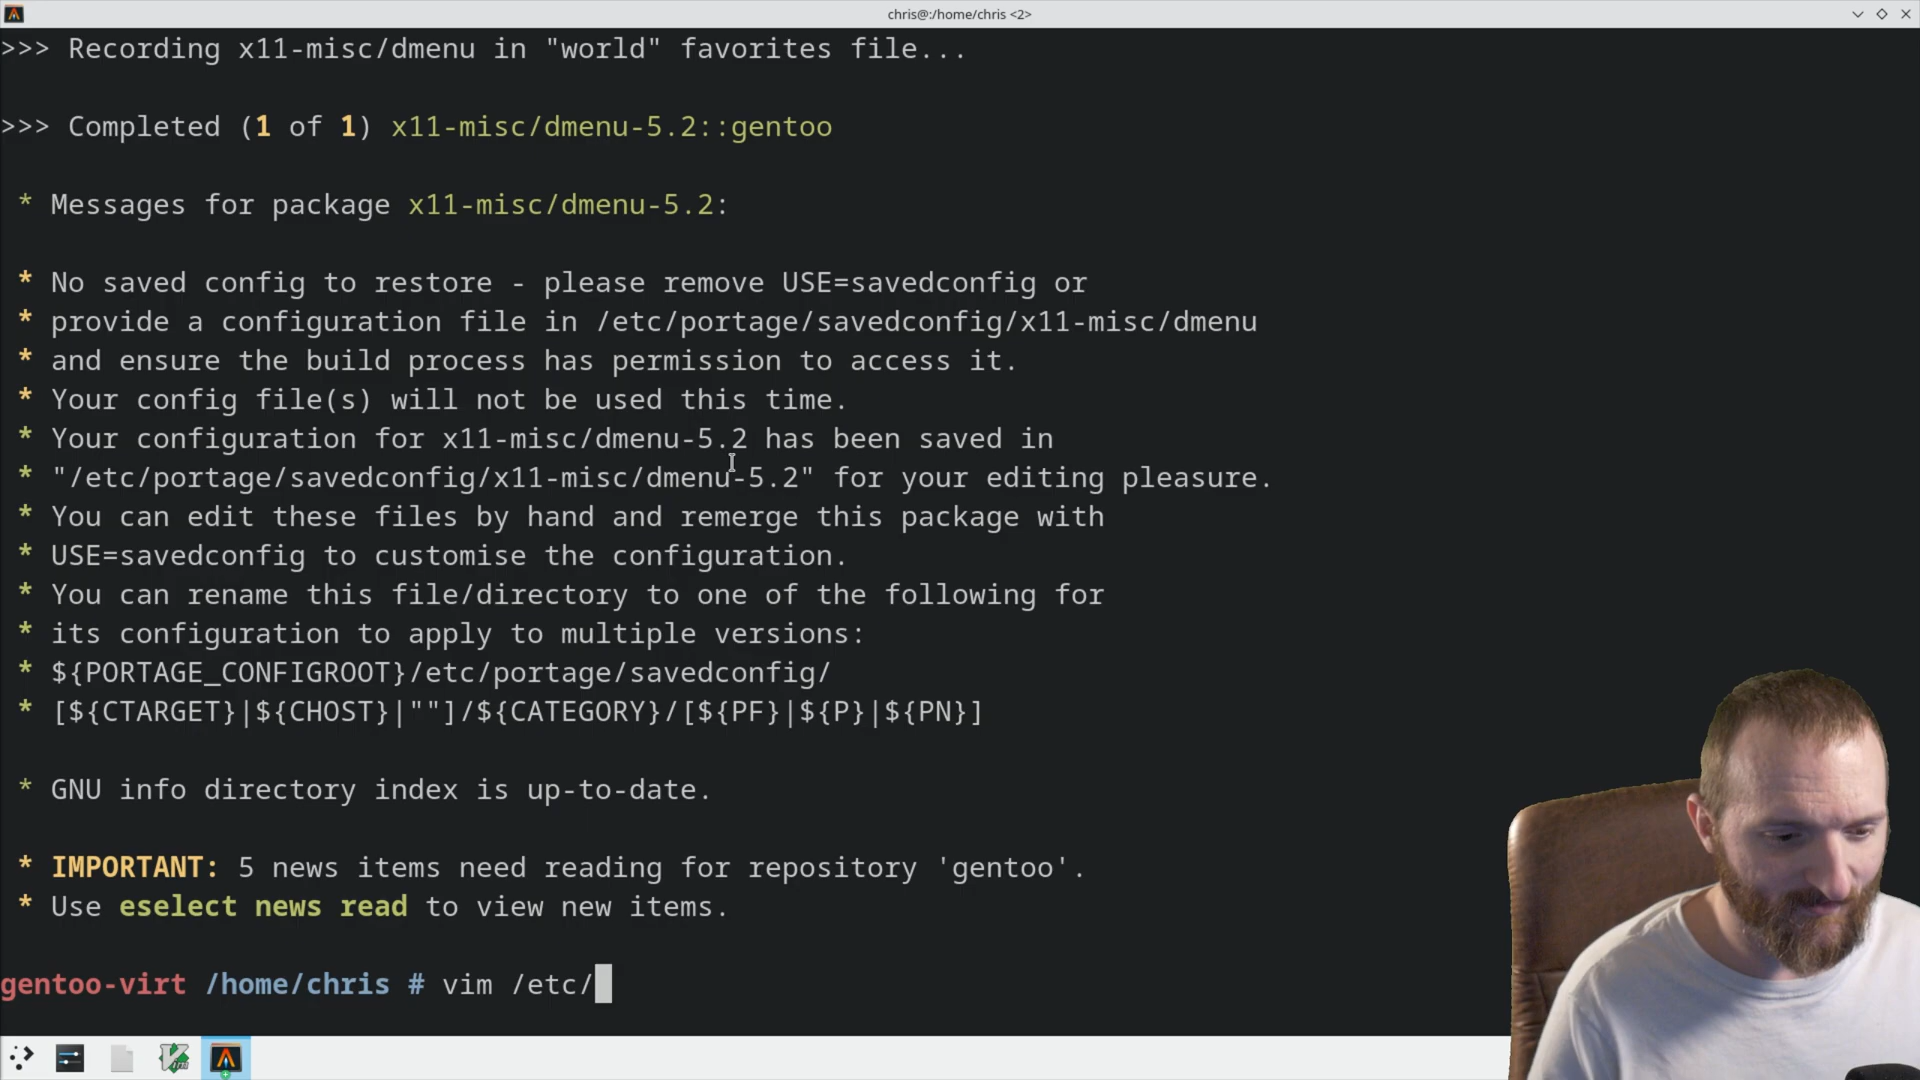 chris@:/home/chris <2>
>>> Recording x11-misc/dmenu in "world" favorites file...
>>> Completed (1 of 1) x11-misc/dmenu-5.2::gentoo
* Messages for package x11-misc/dmenu-5.2:
* No saved config to restore - please remove USE=savedconfig or
* provide a configuration file in /etc/portage/savedconfig/x11-misc/dmenu
* and ensure the build process has permission to access it.
* Your config file(s) will not be used this time.
* Your configuration for x11-misc/dmenu-5.2 has been saved in
* "/etc/portage/savedconfig/x11-misc/dmenu-5.2" for your editing pleasure.
* You can edit these files by hand and remerge this package with
* USE=savedconfig to customise the configuration.
* You can rename this file/directory to one of the following for
* its configuration to apply to multiple versions:
* ${PORTAGE_CONFIGROOT}/etc/portage/savedconfig/
* [${CTARGET}|${CHOST}|""]/${CATEGORY}/[${PF}|${P}|${PN}]
* GNU info directory index is up-to-date.
* IMPORTANT: 5 news items need reading for repository 'gentoo'.
* Use eselect news read to view new items.
gentoo-virt /home/chris # vim /etc/